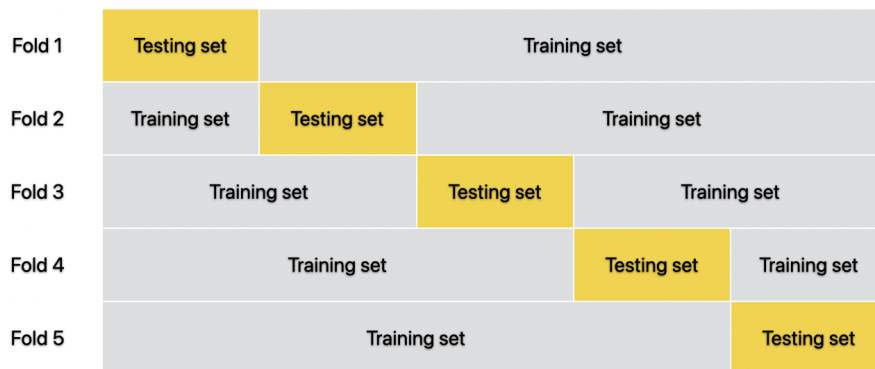 Fold 1 Testing set Training set
Fold 2 Training set Testing set Training set
Fold 3 Training set Testing set Training set
Fold 4 Training set Testing set Training set
Fold 5 Training set Testing set